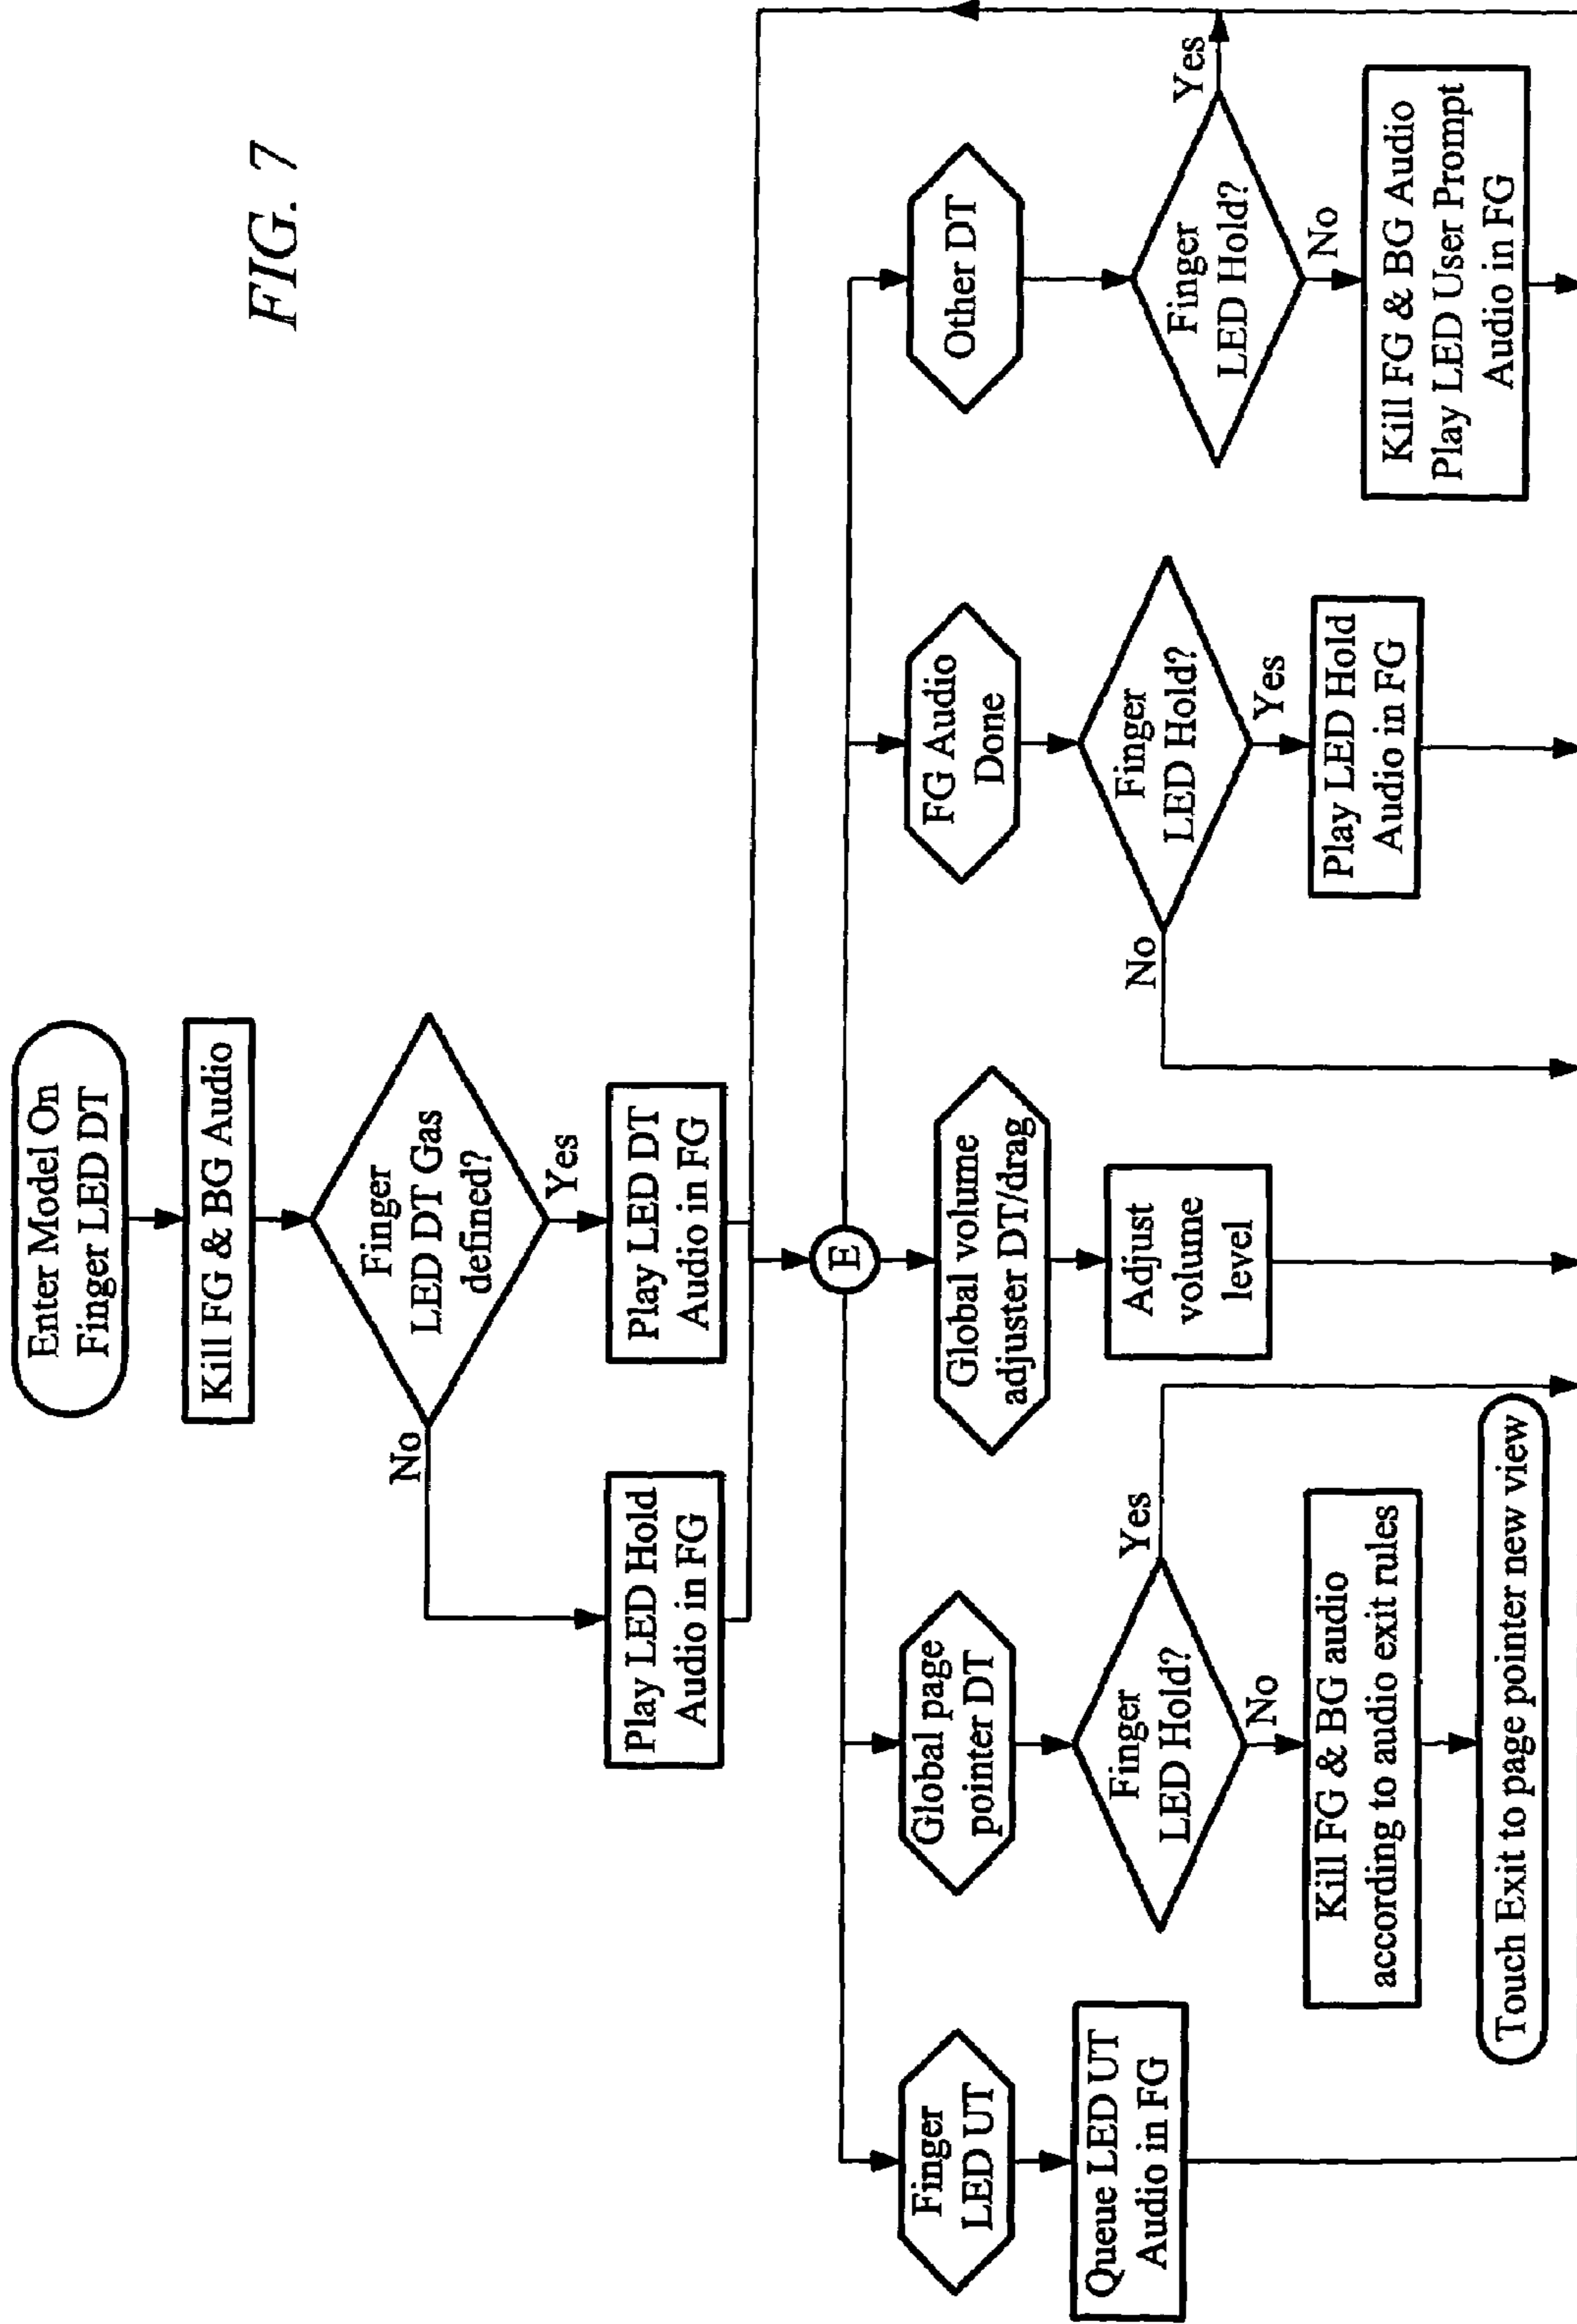 FIG. 7
Enter Model On
Finger LED DT
Kill FG & BG Audio
Finger
LED DT Gas
defined?
No
Yes
Play LED Hold
Audio in FG
Play LED DT
Audio in FG
E
Finger
LED UT
Queue LED UT
Audio in FG
Global page
pointer DT
Finger
LED Hold?
Yes
No
Kill FG & BG audio
according to audio exit rules
Touch Exit to page pointer new view
Global volume
adjuster DT/drag
Adjust
volume
level
FG Audio
Done
Finger
LED Hold?
No
Yes
Play LED Hold
Audio in FG
Other DT
Finger
LED Hold?
Yes
No
Kill FG & BG Audio
Play LED User Prompt
Audio in FG